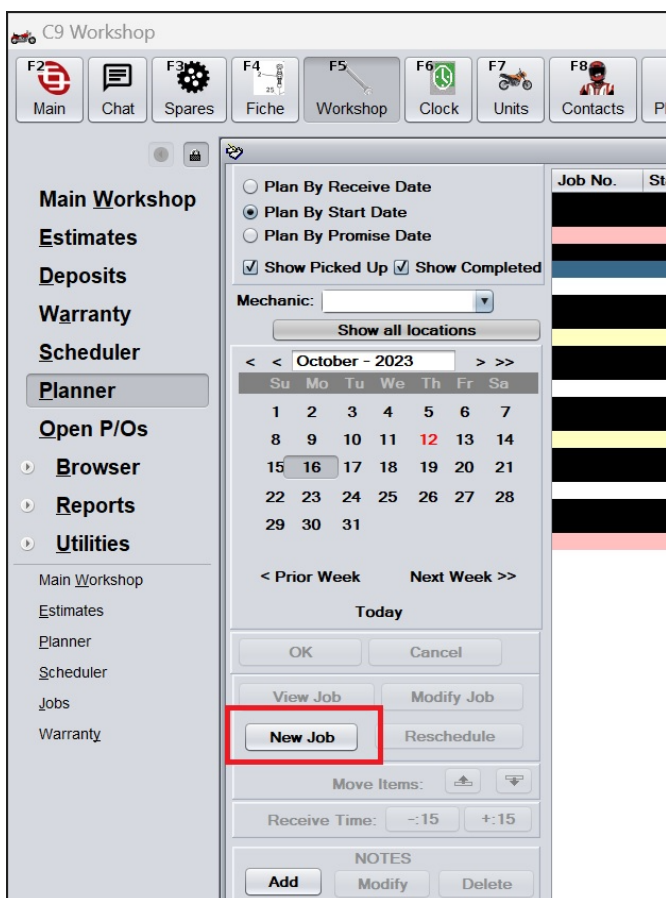 C9 Workshop
F2 F3 F4 F5 F6 F7 F8
Main Chat Spares Fiche Workshop Clock Units Contacts
Main Workshop
Estimates
Deposits
Warranty
Scheduler
Planner
Open P/Os
Browser
Reports
Utilities
Main Workshop
Estimates
Planner
Scheduler
Jobs
Warranty
Plan By Receive Date
Plan By Start Date
Plan By Promise Date
Show Picked Up Show Completed
Mechanic:
Show all locations
< < October - 2023 > >>
Su Mo Tu We Th Fr Sa
1 2 3 4 5 6 7
8 9 10 11 12 13 14
15 16 17 18 19 20 21
22 23 24 25 26 27 28
29 30 31
< Prior Week Next Week >>
Today
OK Cancel
View Job Modify Job
New Job Reschedule
Move Items:
Receive Time: -:15 +:15
NOTES
Add Modify Delete
Job No.